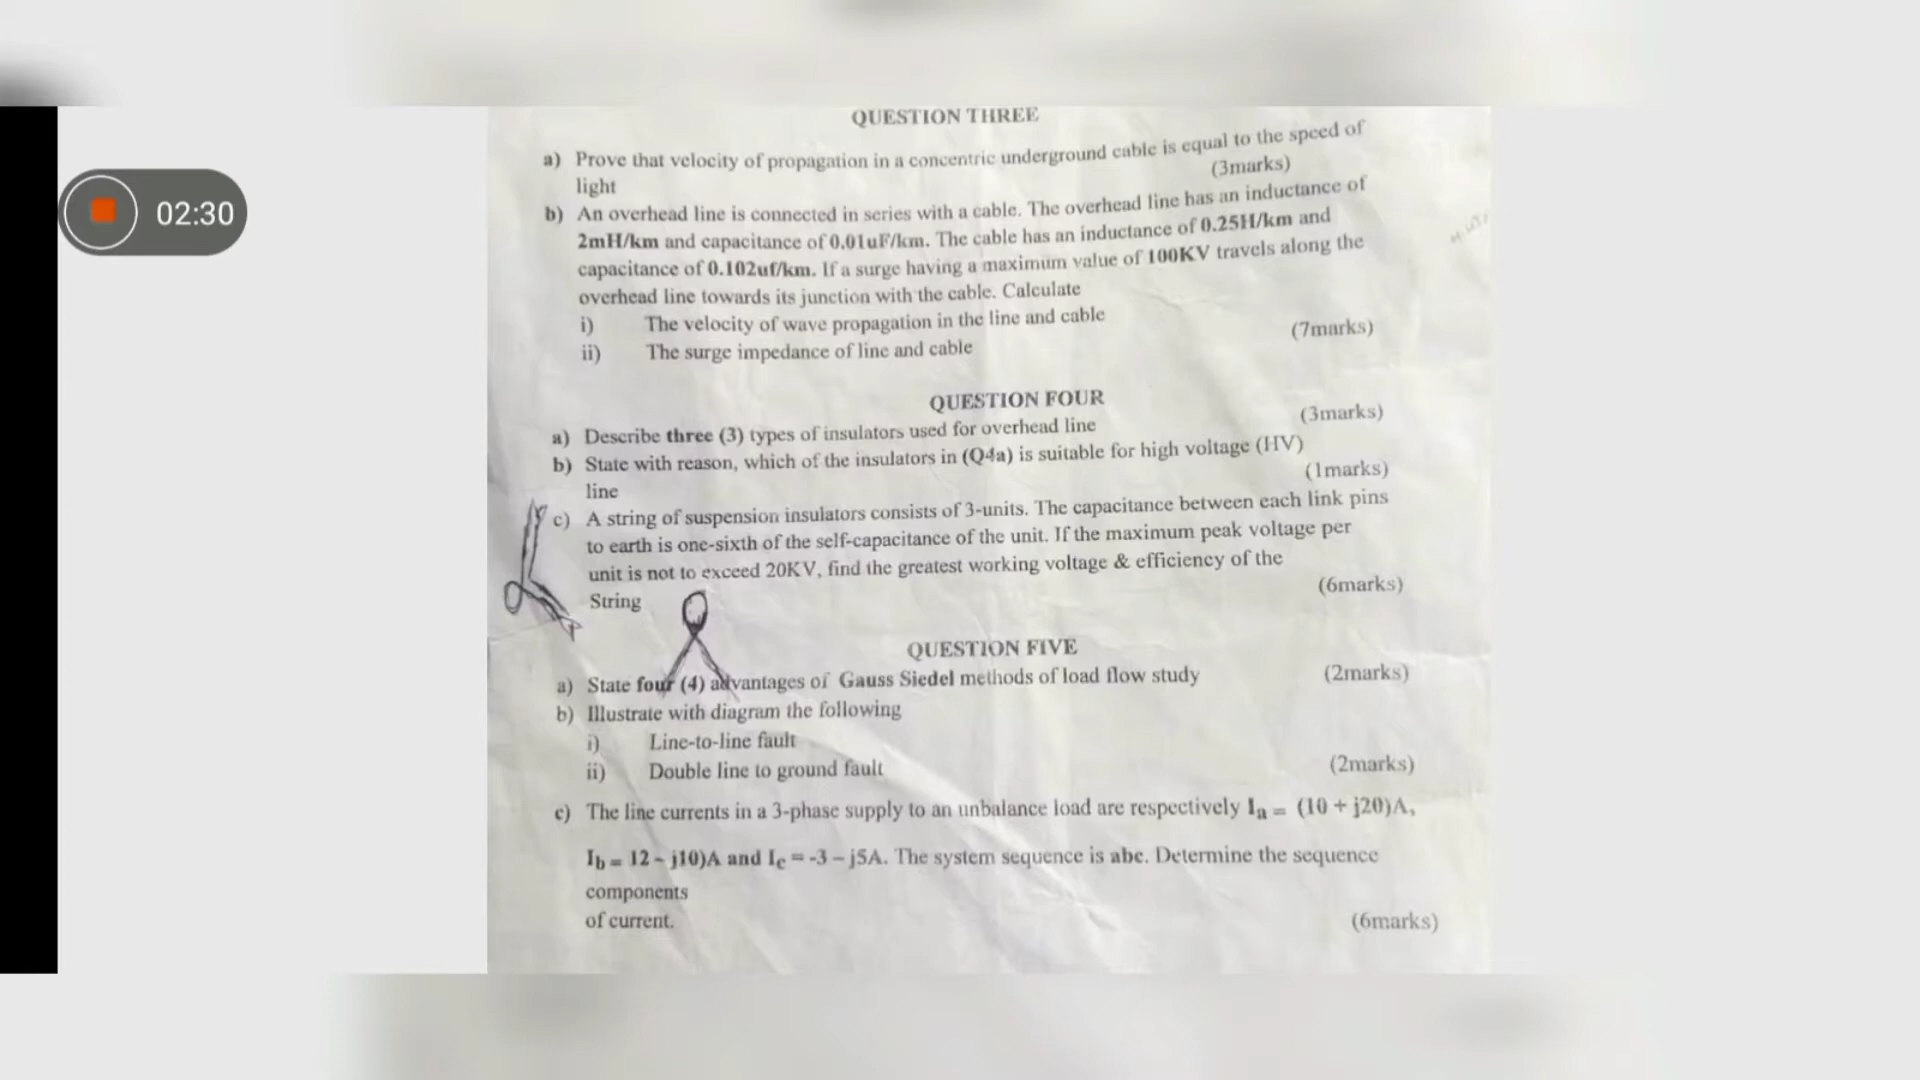 02:30
QUESTION THREE
a) Prove that velocity of propagation in a concentric underground cable is equal to the speed of
light (3marks)
b) An overhead line is connected in series with a cable. The overhead line has an inductance of
2mH/km and capacitance of 0.01uF/km. The cable has an inductance of 0.25H/km and
capacitance of 0.102uf/km. If a surge having a maximum value of 100KV travels along the
overhead line towards its junction with the cable. Calculate
i) The velocity of wave propagation in the line and cable
ii) The surge impedance of line and cable (7marks)
QUESTION FOUR
a) Describe three (3) types of insulators used for overhead line (3marks)
b) State with reason, which of the insulators in (Q4a) is suitable for high voltage (HV)
line (1marks)
c) A string of suspension insulators consists of 3-units. The capacitance between each link pins
to earth is one-sixth of the self-capacitance of the unit. If the maximum peak voltage per
unit is not to exceed 20KV, find the greatest working voltage & efficiency of the
String (6marks)
QUESTION FIVE
a) State four (4) advantages of Gauss Siedel methods of load flow study (2marks)
b) Illustrate with diagram the following
i) Line-to-line fault
ii) Double line to ground fault (2marks)
c) The line currents in a 3-phase supply to an unbalance load are respectively Ia = (10 + j20)A,
Ib = 12 - j10)A and Ic = -3 - j5A. The system sequence is abc. Determine the sequence
components
of current. (6marks)